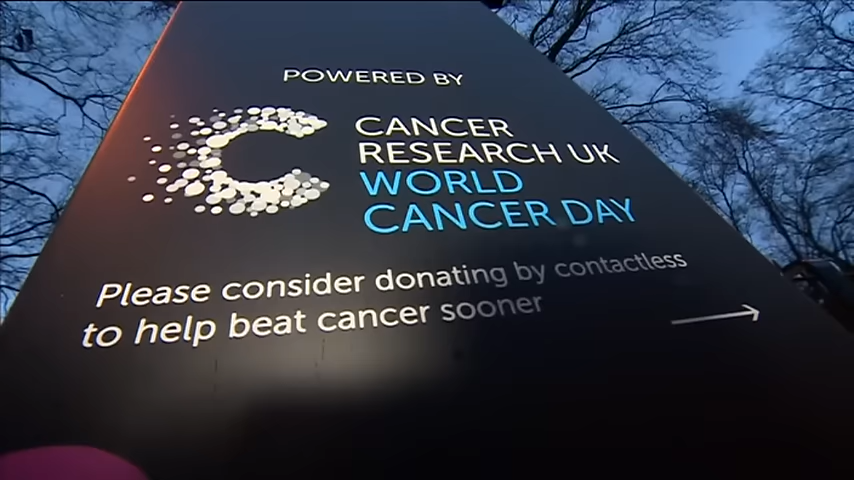 POWERED BY
CANCER
RESEARCH UK
WORLD
CANCER DAY
Please consider donating by contactless
to help beat cancer sooner